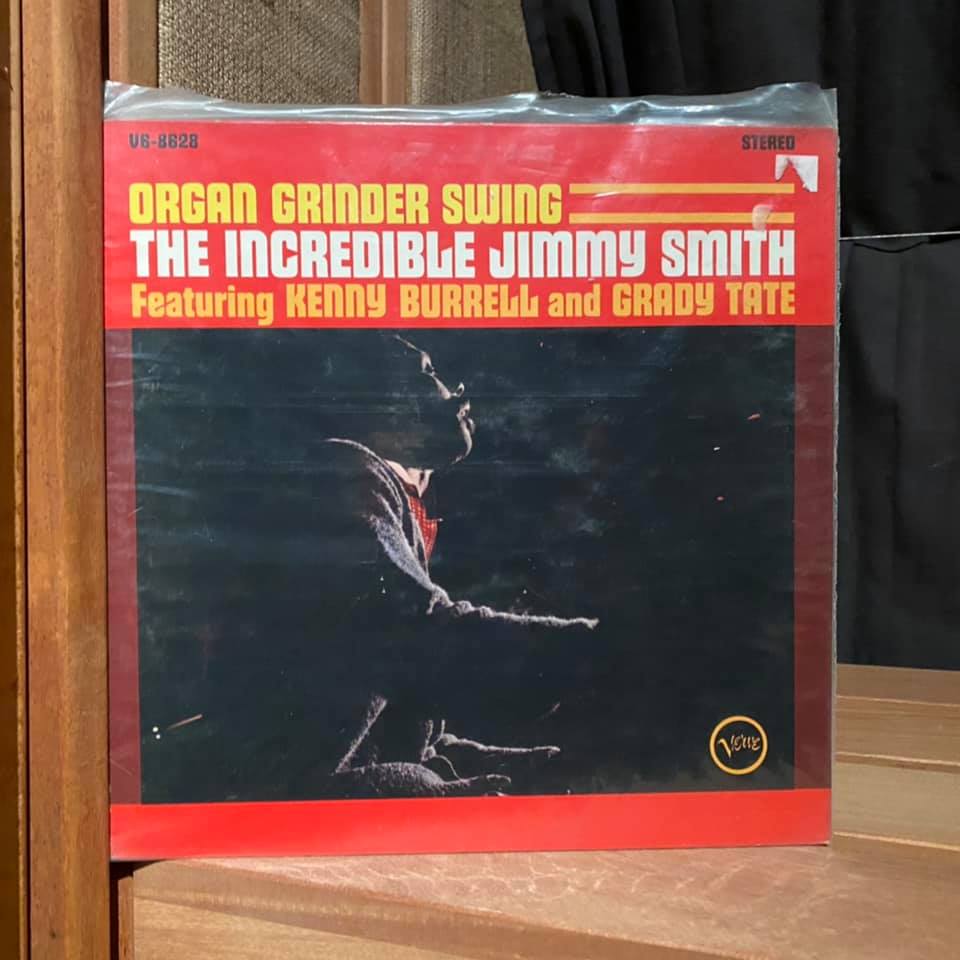 V6-8628 STEREO
ORGAN GRINDER SWING
THE INCREDIBLE JIMMY SMITH
Featuring KENNY BURRELL and GRADY TATE
VERVE